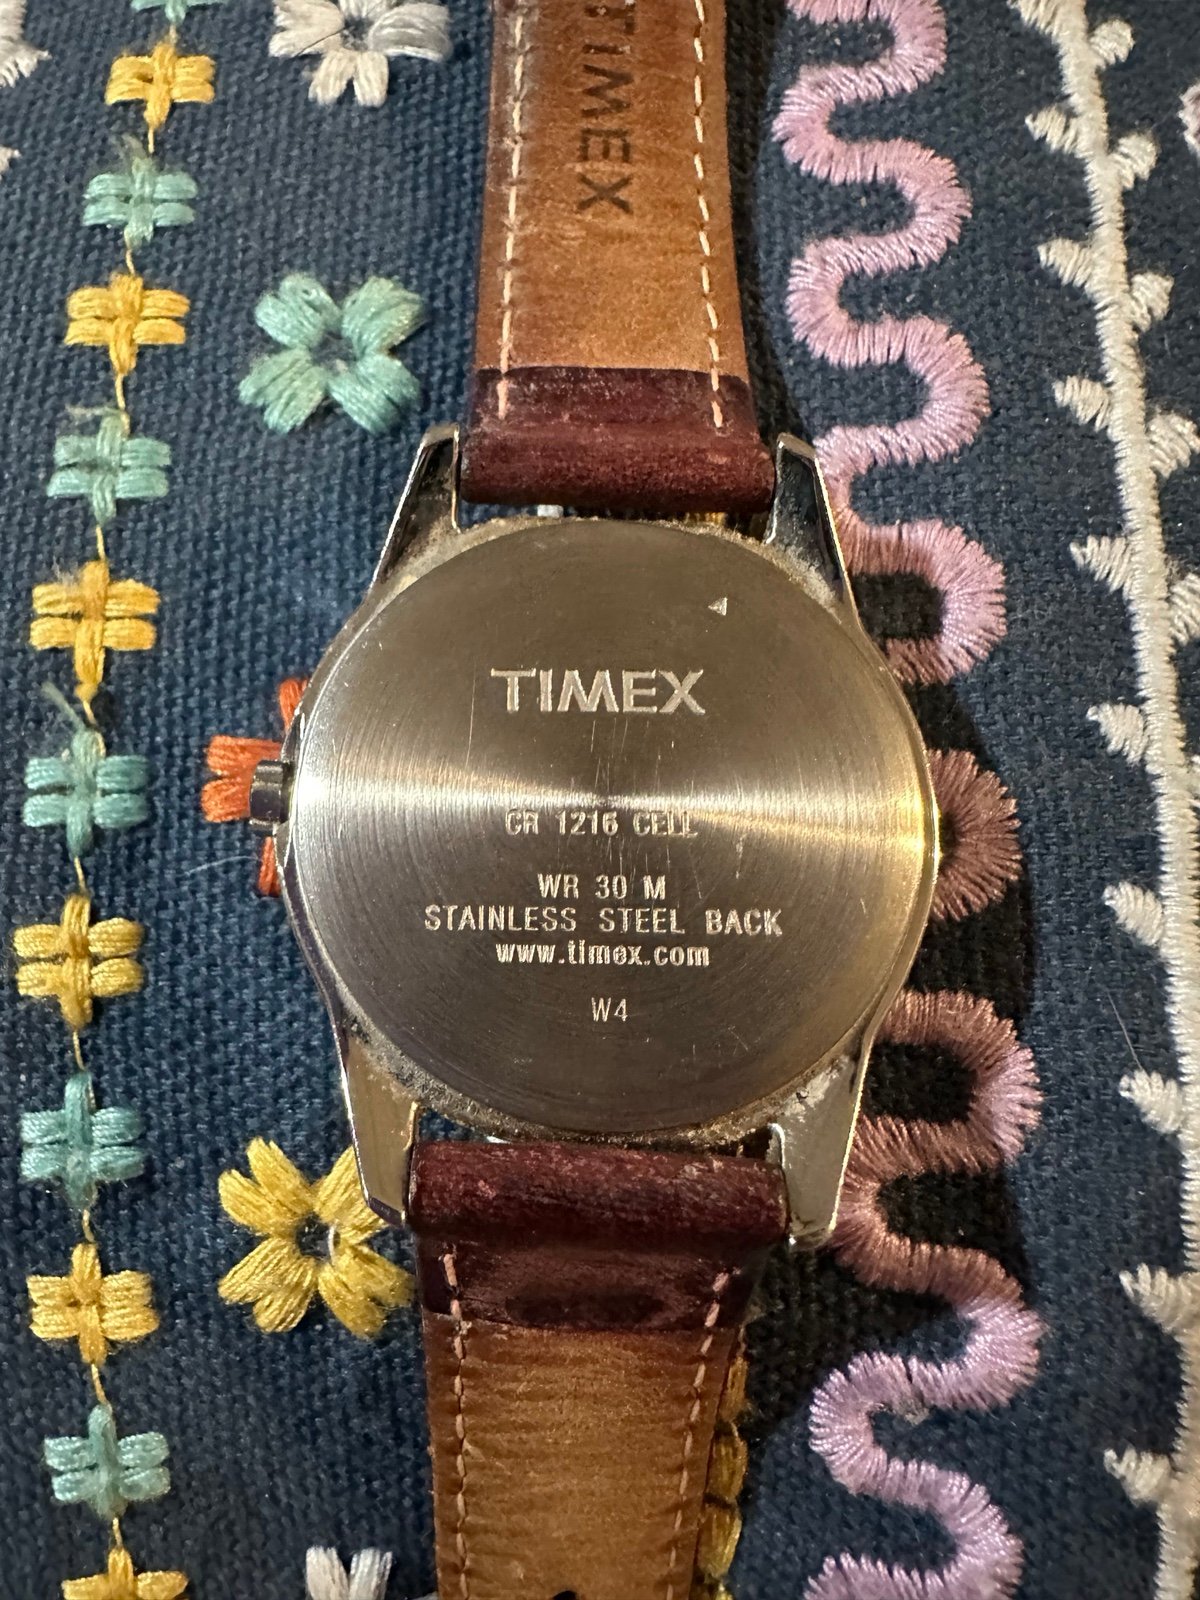 TIMEX
TIMEX
CR 1216 CELL
WR 30 M
STAINLESS STEEL BACK
www.timex.com
W4